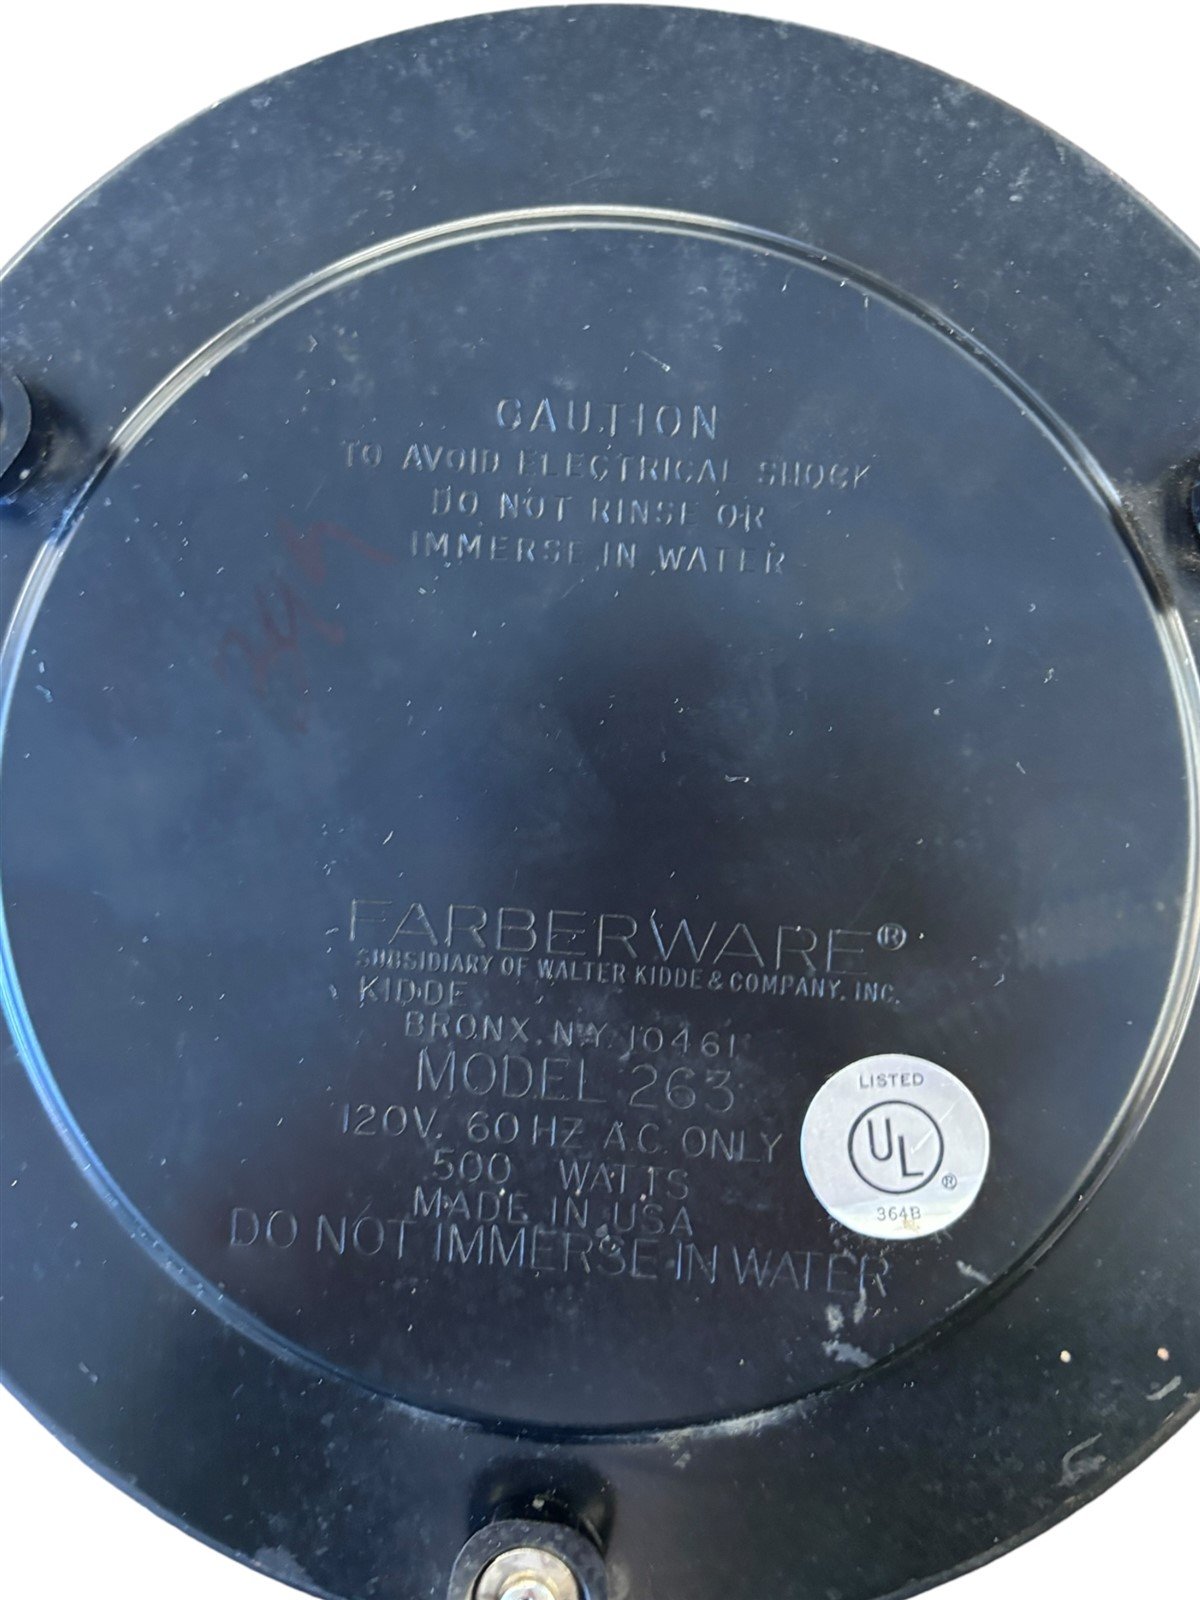 CAUTION
TO AVOID ELECTRICAL SHOCK
DO NOT RINSE OR
IMMERSE IN WATER
FARBERWARE®
SUBSIDIARY OF WALTER KIDDE & COMPANY, INC.
KIDDE
BRONX, N.Y. 10461
MODEL 263
120V. 60 HZ A.C. ONLY
500 WATTS
MADE IN USA
DO NOT IMMERSE IN WATER
LISTED
UL®
364B